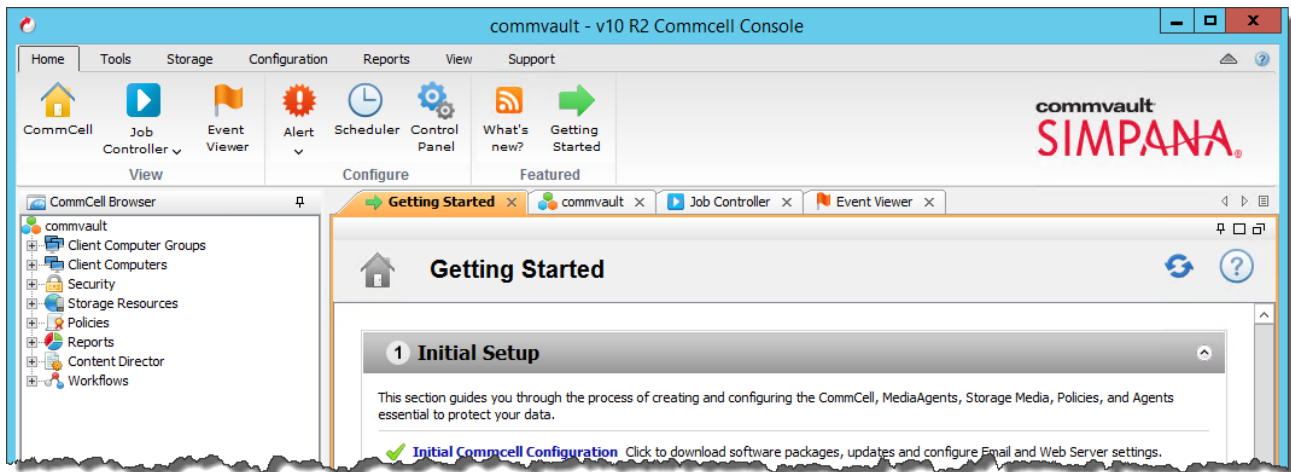 commvault - v10 R2 Commcell Console
Home Tools Storage Configuration Reports View Support
CommCell Job Controller Event Viewer Alert Scheduler Control Panel What's new? Getting Started
View Configure Featured
commvault
SIMPANA®
CommCell Browser
commvault
Client Computer Groups
Client Computers
Security
Storage Resources
Policies
Reports
Content Director
Workflows
Getting Started commvault Job Controller Event Viewer
Getting Started
1 Initial Setup
This section guides you through the process of creating and configuring the CommCell, MediaAgents, Storage Media, Policies, and Agents
essential to protect your data.
Initial Commcell Configuration Click to download software packages, updates and configure Email and Web Server settings.